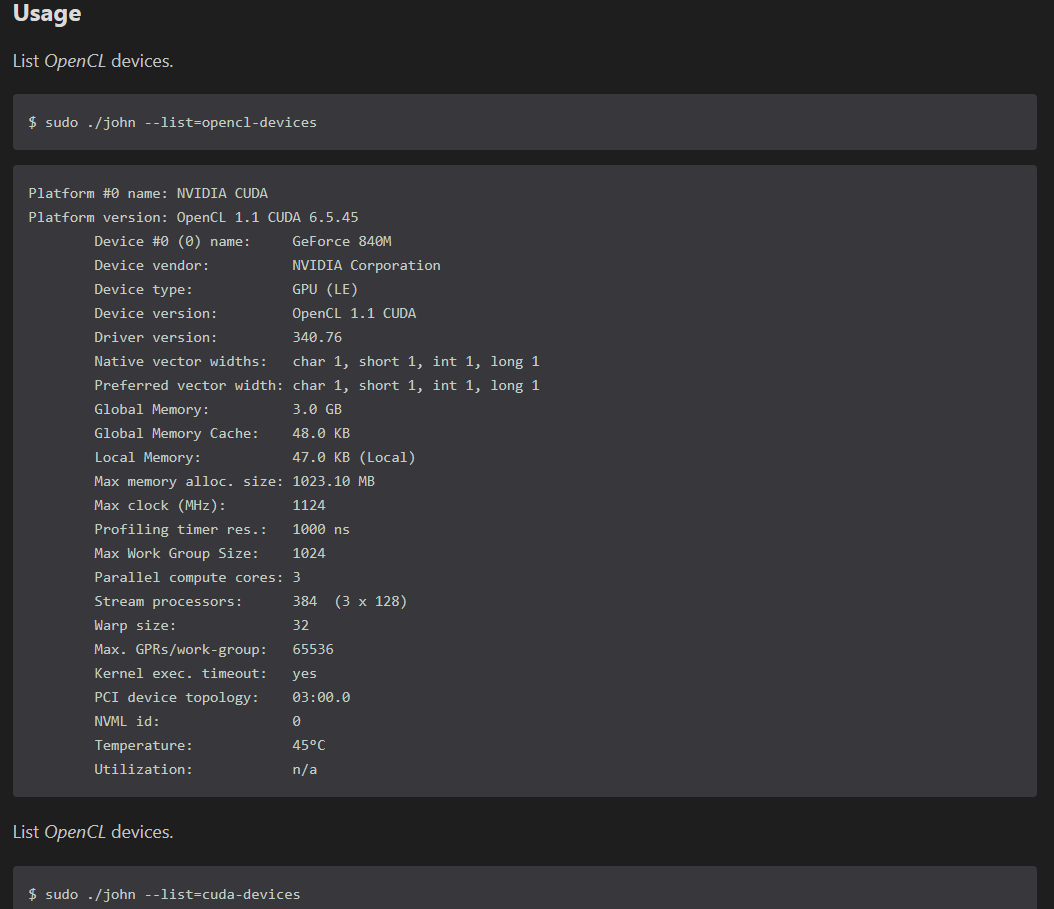 Usage
List OpenCL devices.
$ sudo ./john --list=opencl-devices
Platform #0 name: NVIDIA CUDA
Platform version: OpenCL 1.1 CUDA 6.5.45
Device #0 (0) name:     GeForce 840M
Device vendor:          NVIDIA Corporation
Device type:            GPU (LE)
Device version:         OpenCL 1.1 CUDA
Driver version:         340.76
Native vector widths:   char 1, short 1, int 1, long 1
Preferred vector width: char 1, short 1, int 1, long 1
Global Memory:          3.0 GB
Global Memory Cache:    48.0 KB
Local Memory:           47.0 KB (Local)
Max memory alloc. size: 1023.10 MB
Max clock (MHz):        1124
Profiling timer res.:   1000 ns
Max Work Group Size:    1024
Parallel compute cores: 3
Stream processors:      384  (3 x 128)
Warp size:              32
Max. GPRs/work-group:   65536
Kernel exec. timeout:   yes
PCI device topology:    03:00.0
NVML id:                0
Temperature:            45°C
Utilization:            n/a
List OpenCL devices.
$ sudo ./john --list=cuda-devices